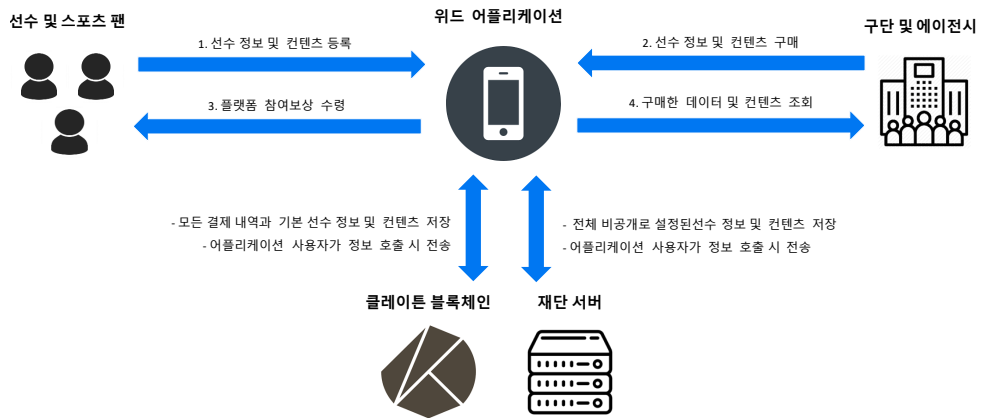 선수 및 스포츠 팬
위드 어플리케이션
구단 및 에이전시
1. 선수 정보 및 컨텐츠 등록
2. 선수 정보 및 컨텐츠 구매
3. 플랫폼 참여보상 수령
4. 구매한 데이터 및 컨텐츠 조회
- 모든 결제 내역과 기본 선수 정보 및 컨텐츠 저장
- 어플리케이션 사용자가 정보 호출 시 전송
- 전체 비공개로 설정된선수 정보 및 컨텐츠 저장
- 어플리케이션 사용자가 정보 호출 시 전송
클레이튼 블록체인
재단 서버